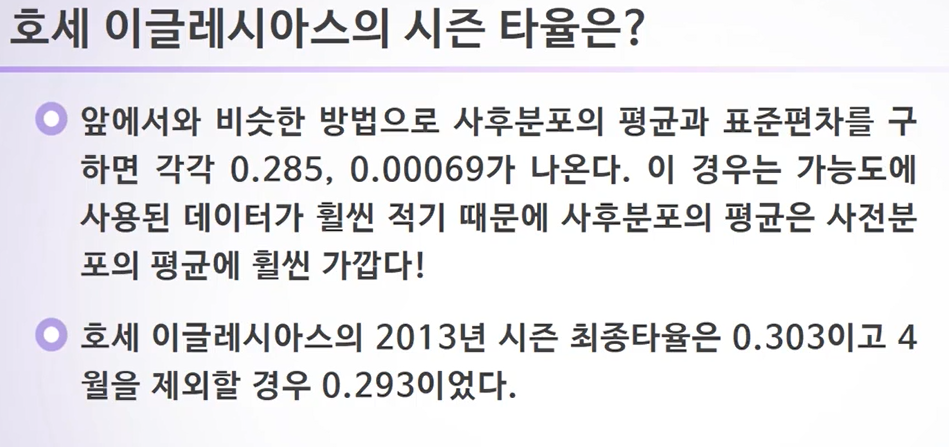 호세 이글레시아스의 시즌 타율은?
앞에서와 비슷한 방법으로 사후분포의 평균과 표준편차를 구
하면 각각 0.285, 0.00069가 나온다. 이 경우는 가능도에
사용된 데이터가 훨씬 적기 때문에 사후분포의 평균은 사전분
포의 평균에 훨씬 가깝다!
호세 이글레시아스의 2013년 시즌 최종타율은 0.303이고 4
월을 제외할 경우 0.293이었다.